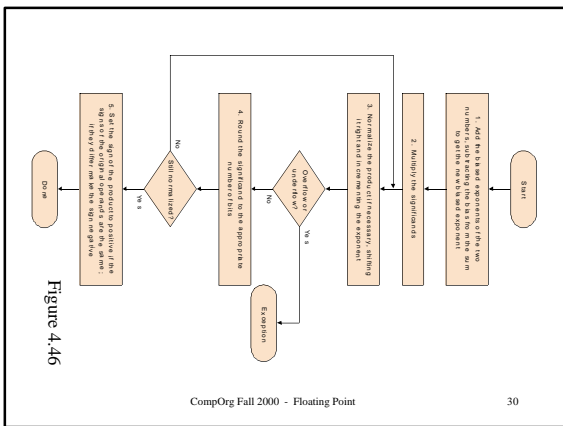 Start
1. Add the biased exponents of the two
numbers, subtracting the bias from the sum
to get the new biased exponent
2. Multiply the significands
3. Normalize the product if necessary, shifting
it right and incrementing the exponent
Overflow or
underflow?
Yes
No
Exception
4. Round the significand to the appropriate
number of bits
Still normalized?
No
Yes
5. Set the sign of the product to positive if the
signs of the original operands are the same;
if they differ make the sign negative
Done
Figure 4.46
CompOrg Fall 2000 - Floating Point
30